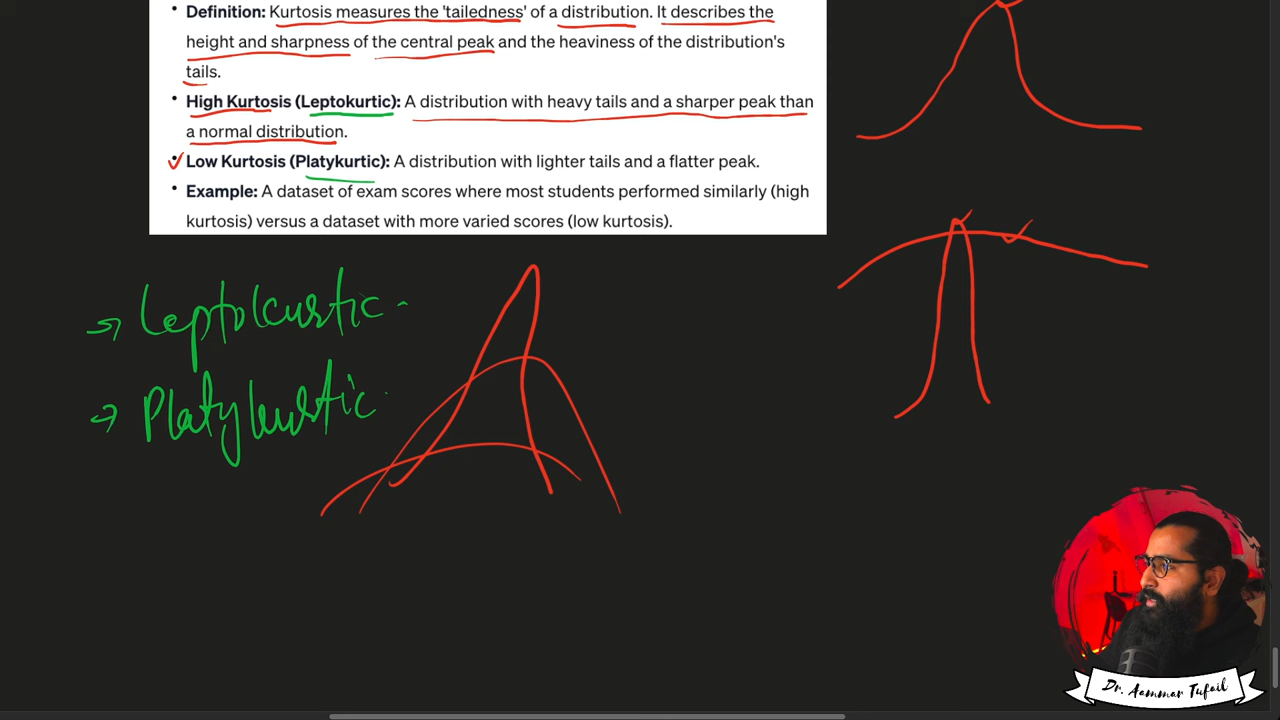 • Definition: Kurtosis measures the 'tailedness' of a distribution. It describes the
height and sharpness of the central peak and the heaviness of the distribution's
tails.
• High Kurtosis (Leptokurtic): A distribution with heavy tails and a sharper peak than
a normal distribution.
• Low Kurtosis (Platykurtic): A distribution with lighter tails and a flatter peak.
• Example: A dataset of exam scores where most students performed similarly (high
kurtosis) versus a dataset with more varied scores (low kurtosis).
→ Leptokurtic
→ Platykurtic
Dr. Aammar Tufail